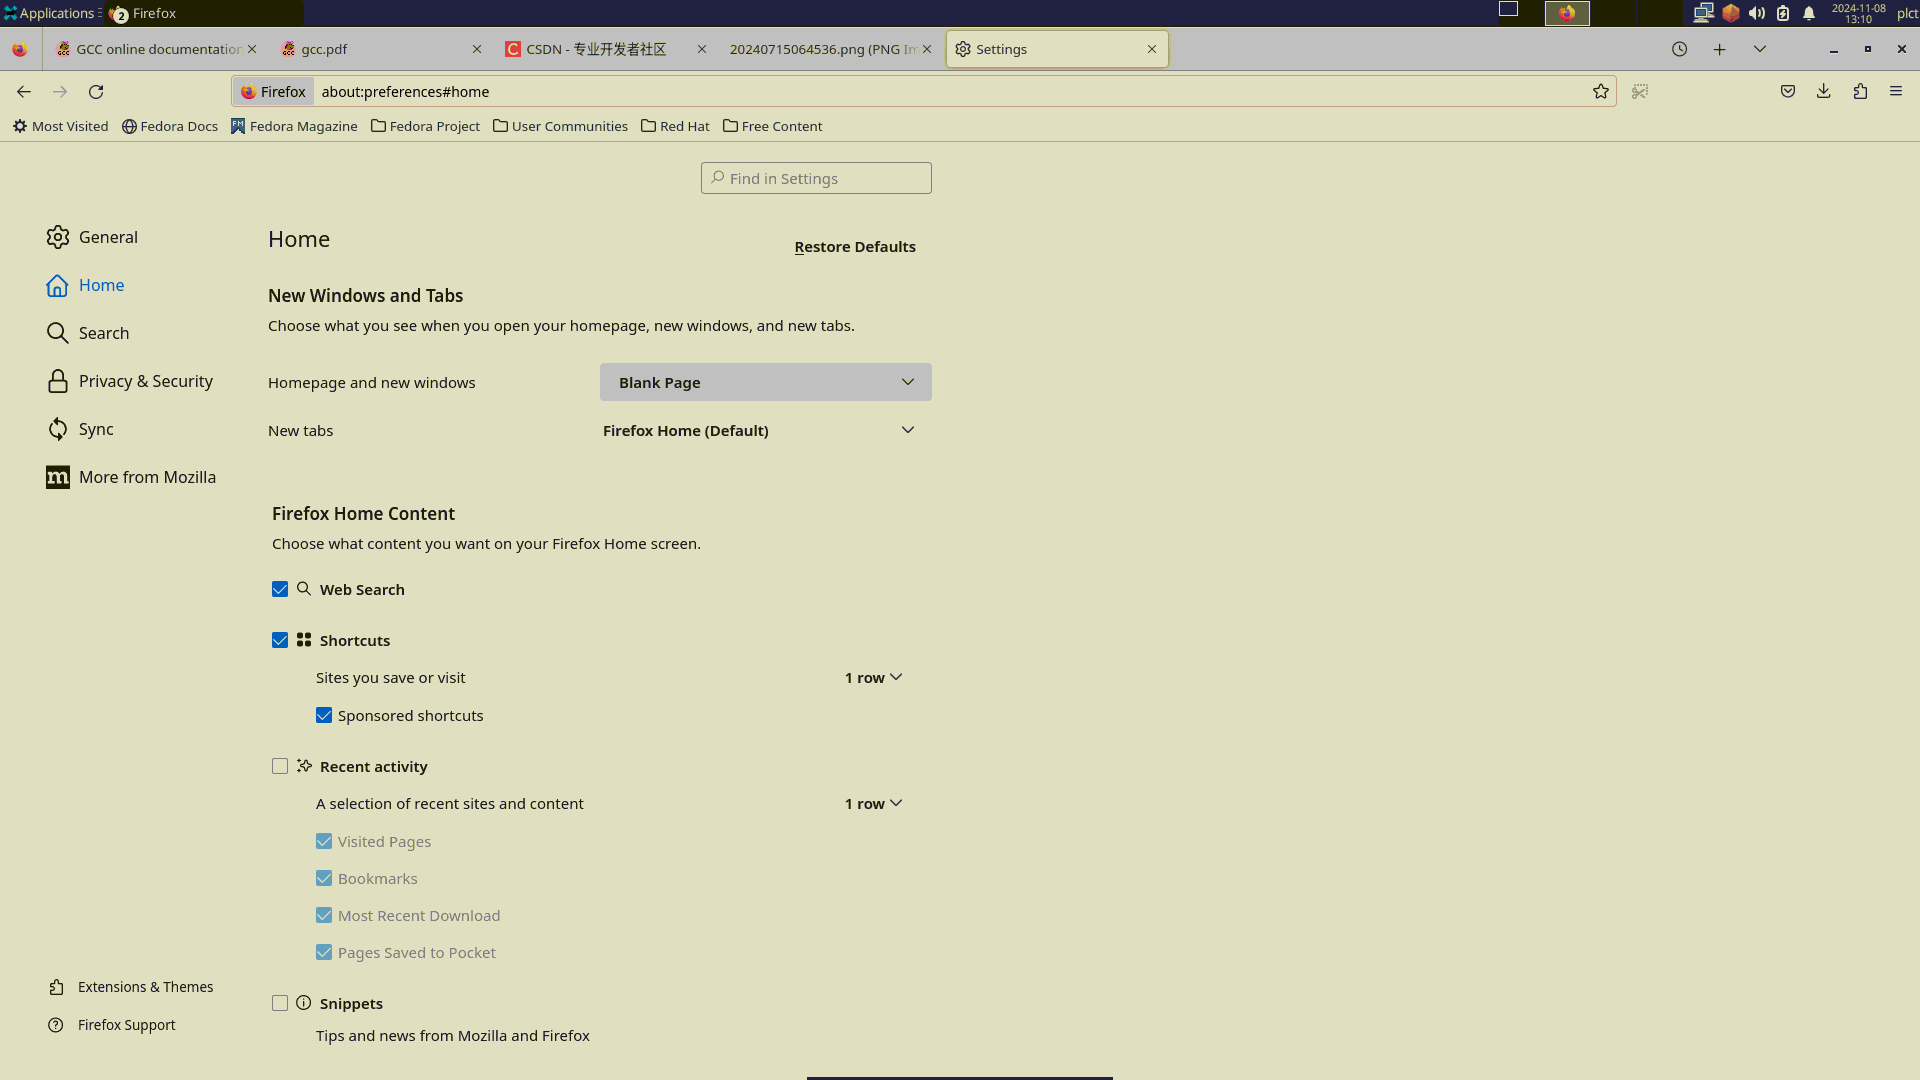 Applications
2 Firefox
2024-11-08
13:10
plct
GCC online documentation
gcc.pdf
CSDN - 专业开发者社区
20240715064536.png (PNG Im
Settings
Firefox about:preferences#home
Most Visited
Fedora Docs
Fedora Magazine
Fedora Project
User Communities
Red Hat
Free Content
Find in Settings
General
Home
Search
Privacy & Security
Sync
More from Mozilla
Extensions & Themes
Firefox Support
Home
Restore Defaults
New Windows and Tabs
Choose what you see when you open your homepage, new windows, and new tabs.
Homepage and new windows Blank Page
New tabs Firefox Home (Default)
Firefox Home Content
Choose what content you want on your Firefox Home screen.
Web Search
Shortcuts
Sites you save or visit 1 row
Sponsored shortcuts
Recent activity
A selection of recent sites and content 1 row
Visited Pages
Bookmarks
Most Recent Download
Pages Saved to Pocket
Snippets
Tips and news from Mozilla and Firefox